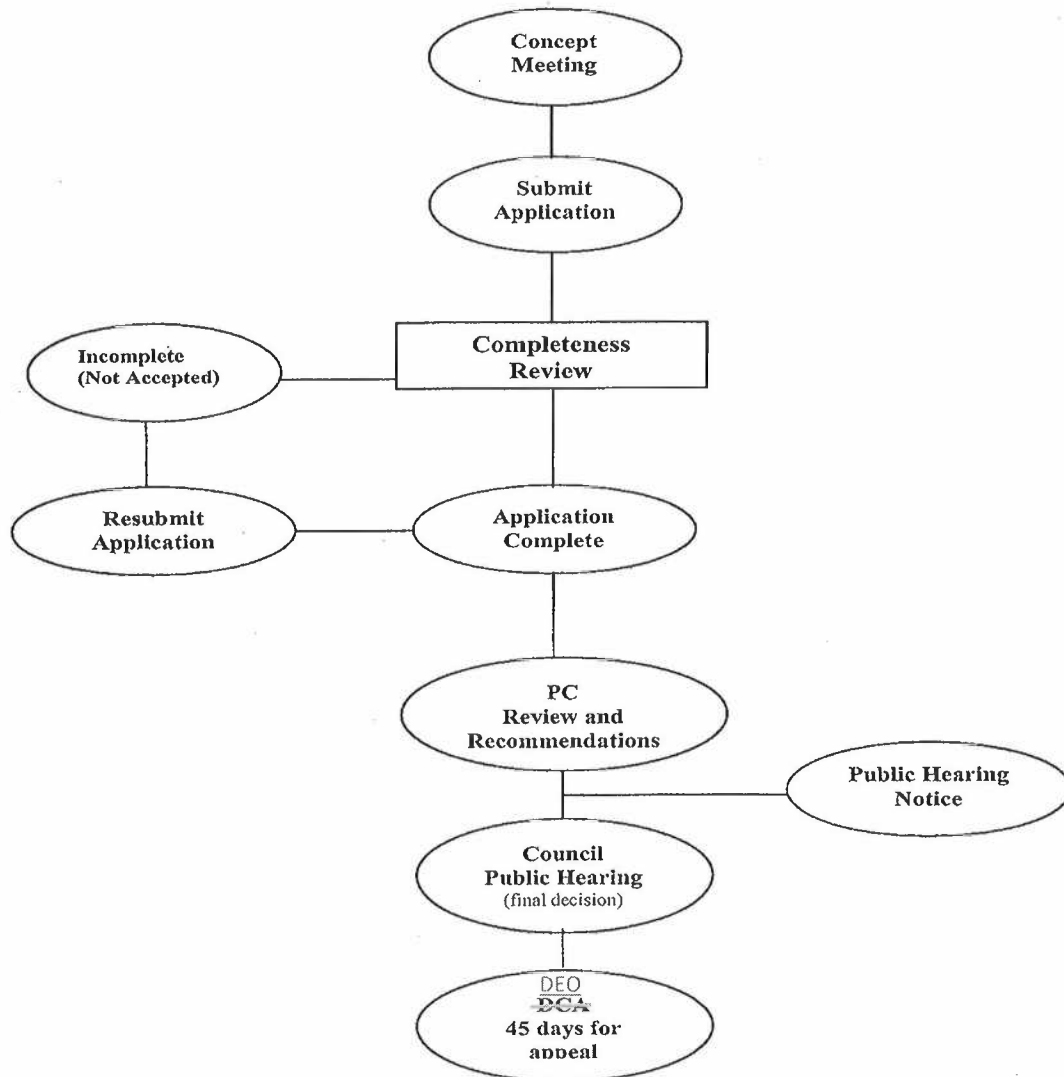 Concept
Meeting
Submit
Application
Completeness
Review
Incomplete
(Not Accepted)
Resubmit
Application
Application
Complete
PC
Review and
Recommendations
Public Hearing
Notice
Council
Public Hearing
(final decision)
DEO
DCA
45 days for
appeal